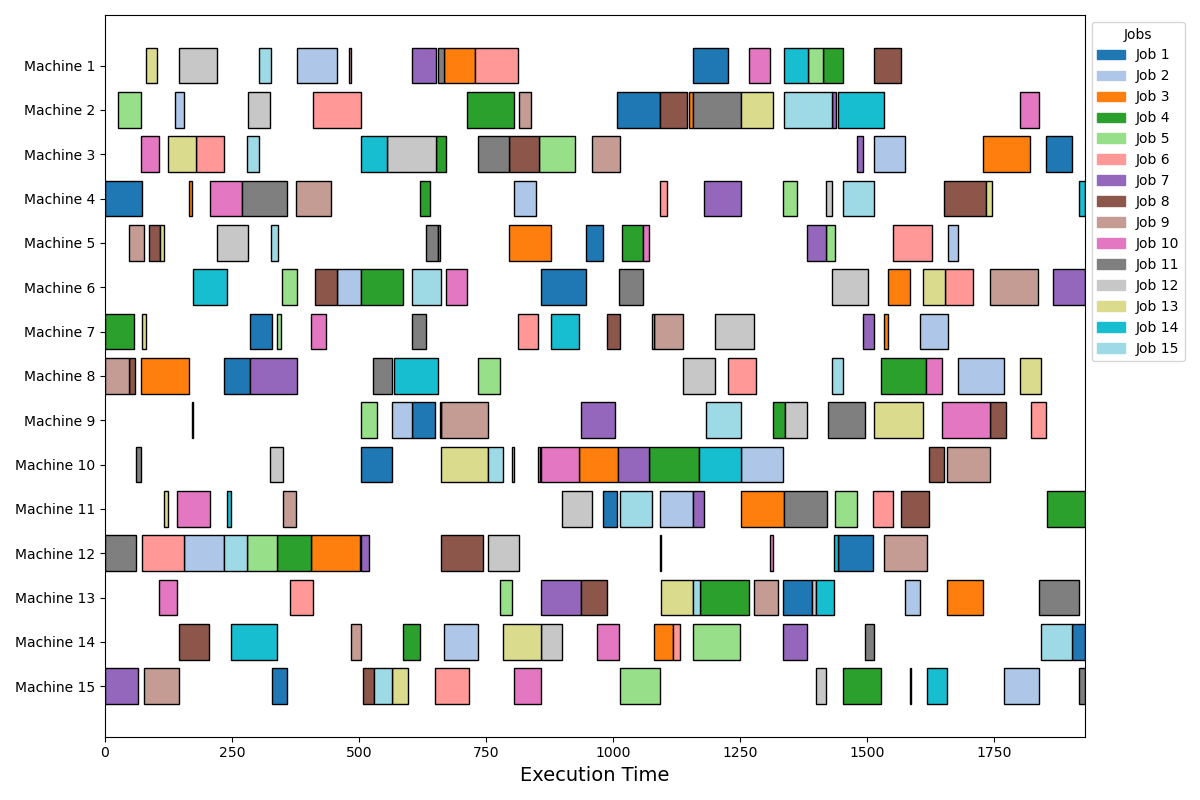 Machine 1
Machine 2
Machine 3
Machine 4
Machine 5
Machine 6
Machine 7
Machine 8
Machine 9
Machine 10
Machine 11
Machine 12
Machine 13
Machine 14
Machine 15
0 250 500 750 1000 1250 1500 1750
Execution Time
Jobs
Job 1
Job 2
Job 3
Job 4
Job 5
Job 6
Job 7
Job 8
Job 9
Job 10
Job 11
Job 12
Job 13
Job 14
Job 15